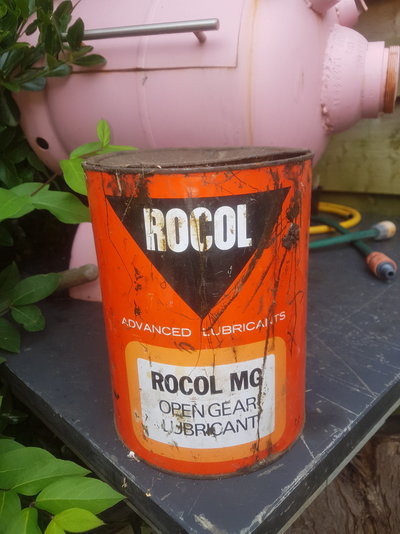 ROCOL
ADVANCED LUBRICANTS
ROCOL MG
OPEN GEAR
LUBRICANT